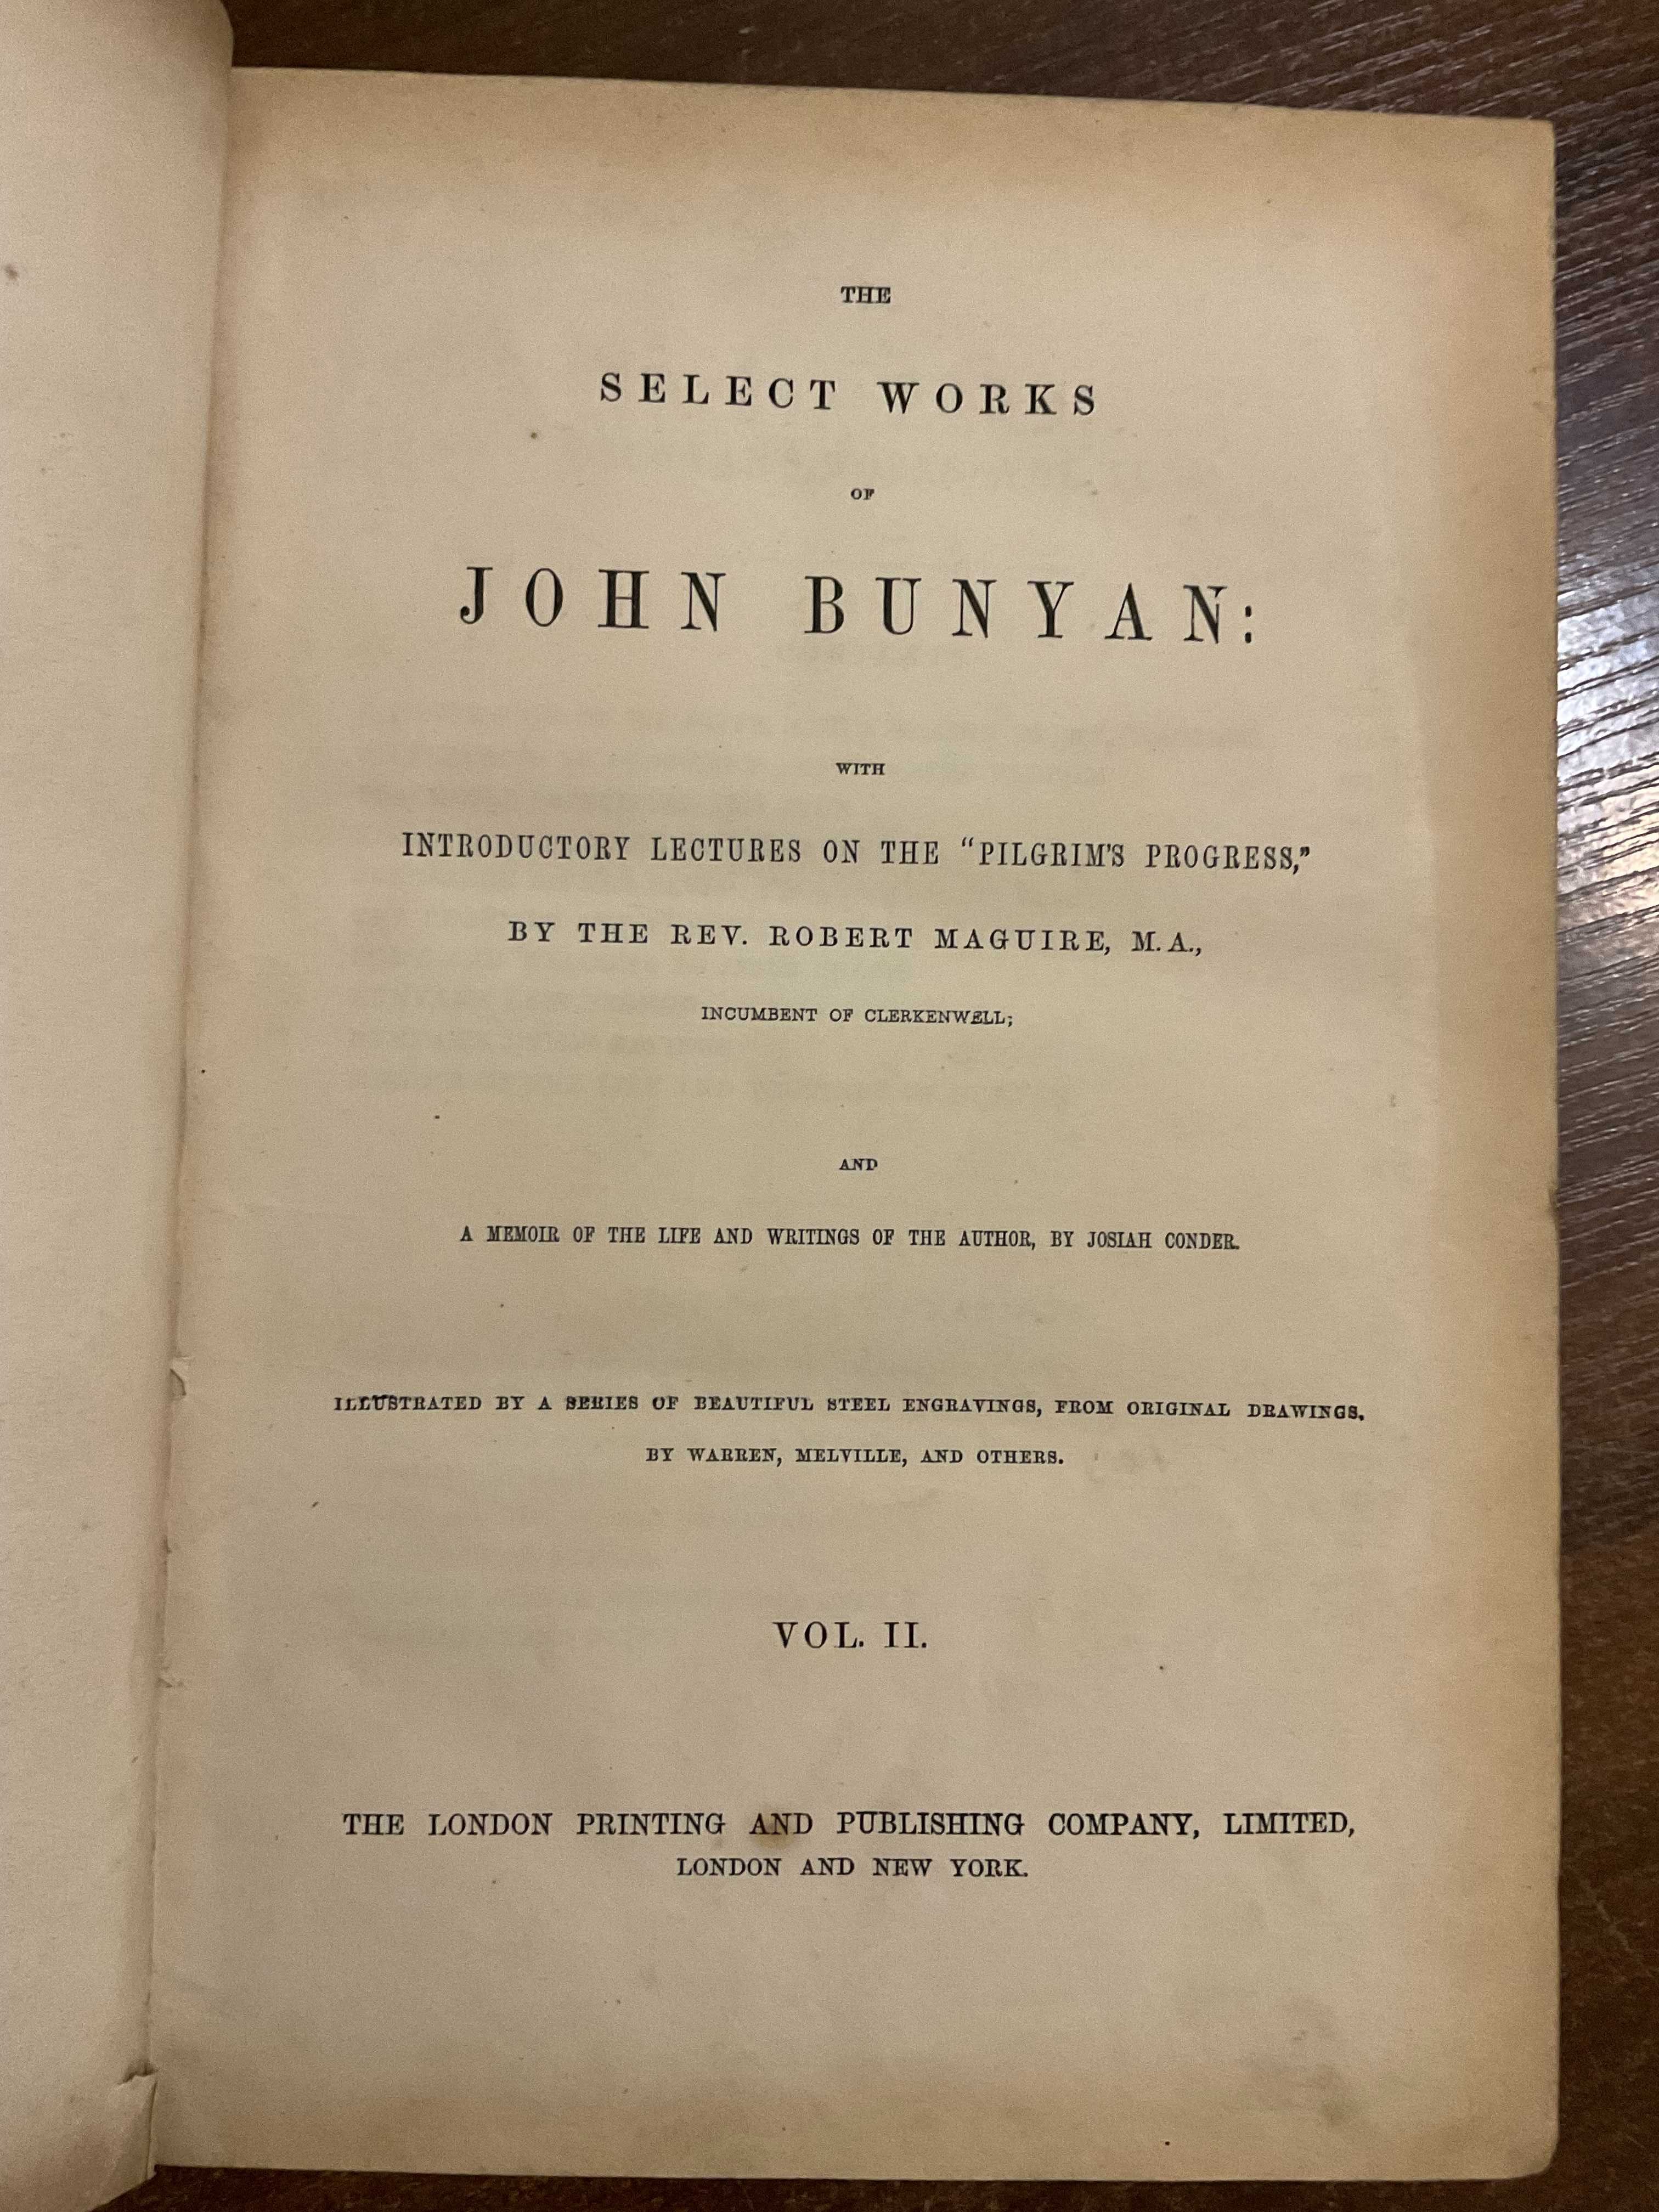 THE
SELECT WORKS
OF
JOHN BUNYAN:
WITH
INTRODUCTORY LECTURES ON THE "PILGRIM'S PROGRESS,"
BY THE REV. ROBERT MAGUIRE, M.A.,
INCUMBENT OF CLERKENWELL;
AND
A MEMOIR OF THE LIFE AND WRITINGS OF THE AUTHOR, BY JOSIAH CONDER.
ILLUSTRATED BY A SERIES OF BEAUTIFUL STEEL ENGRAVINGS, FROM ORIGINAL DRAWINGS.
BY WARREN, MELVILLE, AND OTHERS.
VOL. II.
THE LONDON PRINTING AND PUBLISHING COMPANY, LIMITED,
LONDON AND NEW YORK.